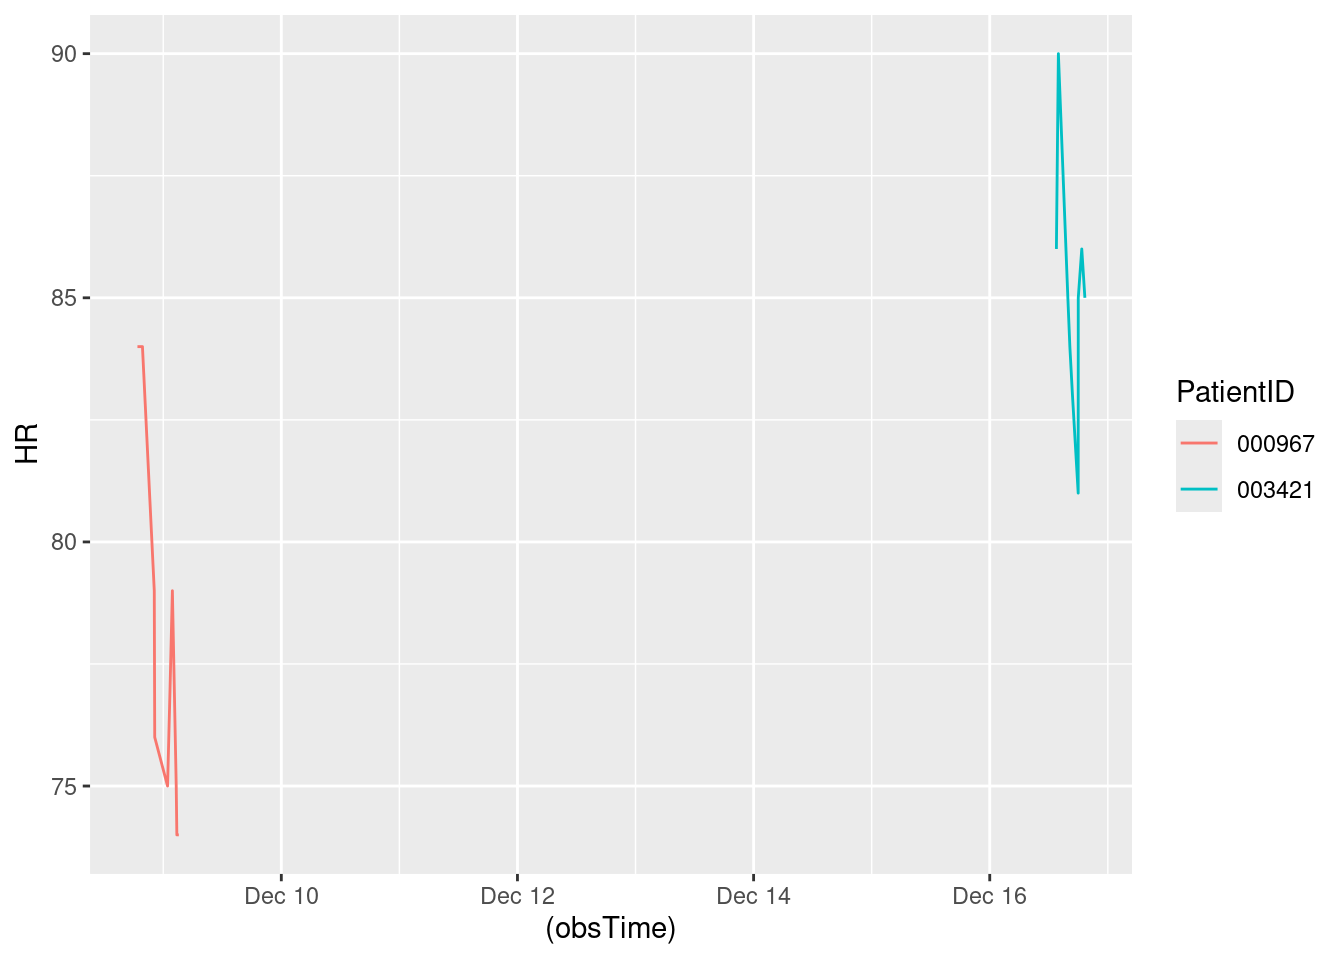 90
85
80
75
HR
Dec 10
Dec 12
Dec 14
Dec 16
(obsTime)
PatientID
000967
003421